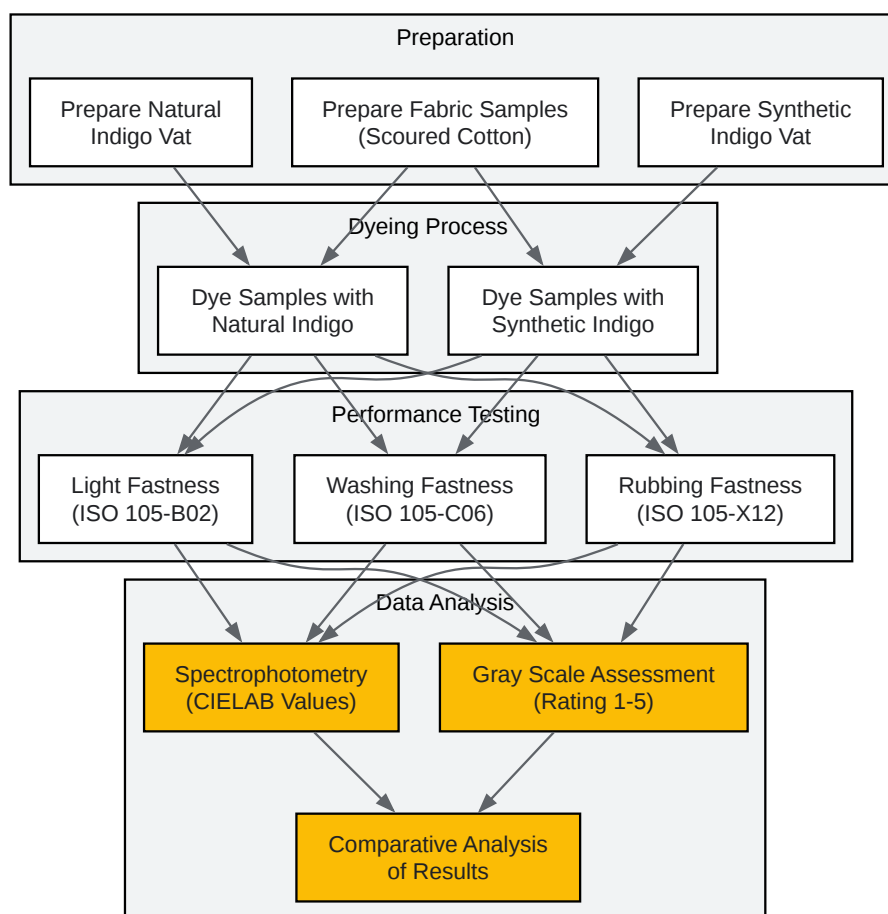 Preparation
Prepare Natural
Indigo Vat
Prepare Fabric Samples
(Scoured Cotton)
Prepare Synthetic
Indigo Vat
Dyeing Process
Dye Samples with
Natural Indigo
Dye Samples with
Synthetic Indigo
Performance Testing
Light Fastness
(ISO 105-B02)
Washing Fastness
(ISO 105-C06)
Rubbing Fastness
(ISO 105-X12)
Data Analysis
Spectrophotometry
(CIELAB Values)
Gray Scale Assessment
(Rating 1-5)
Comparative Analysis
of Results